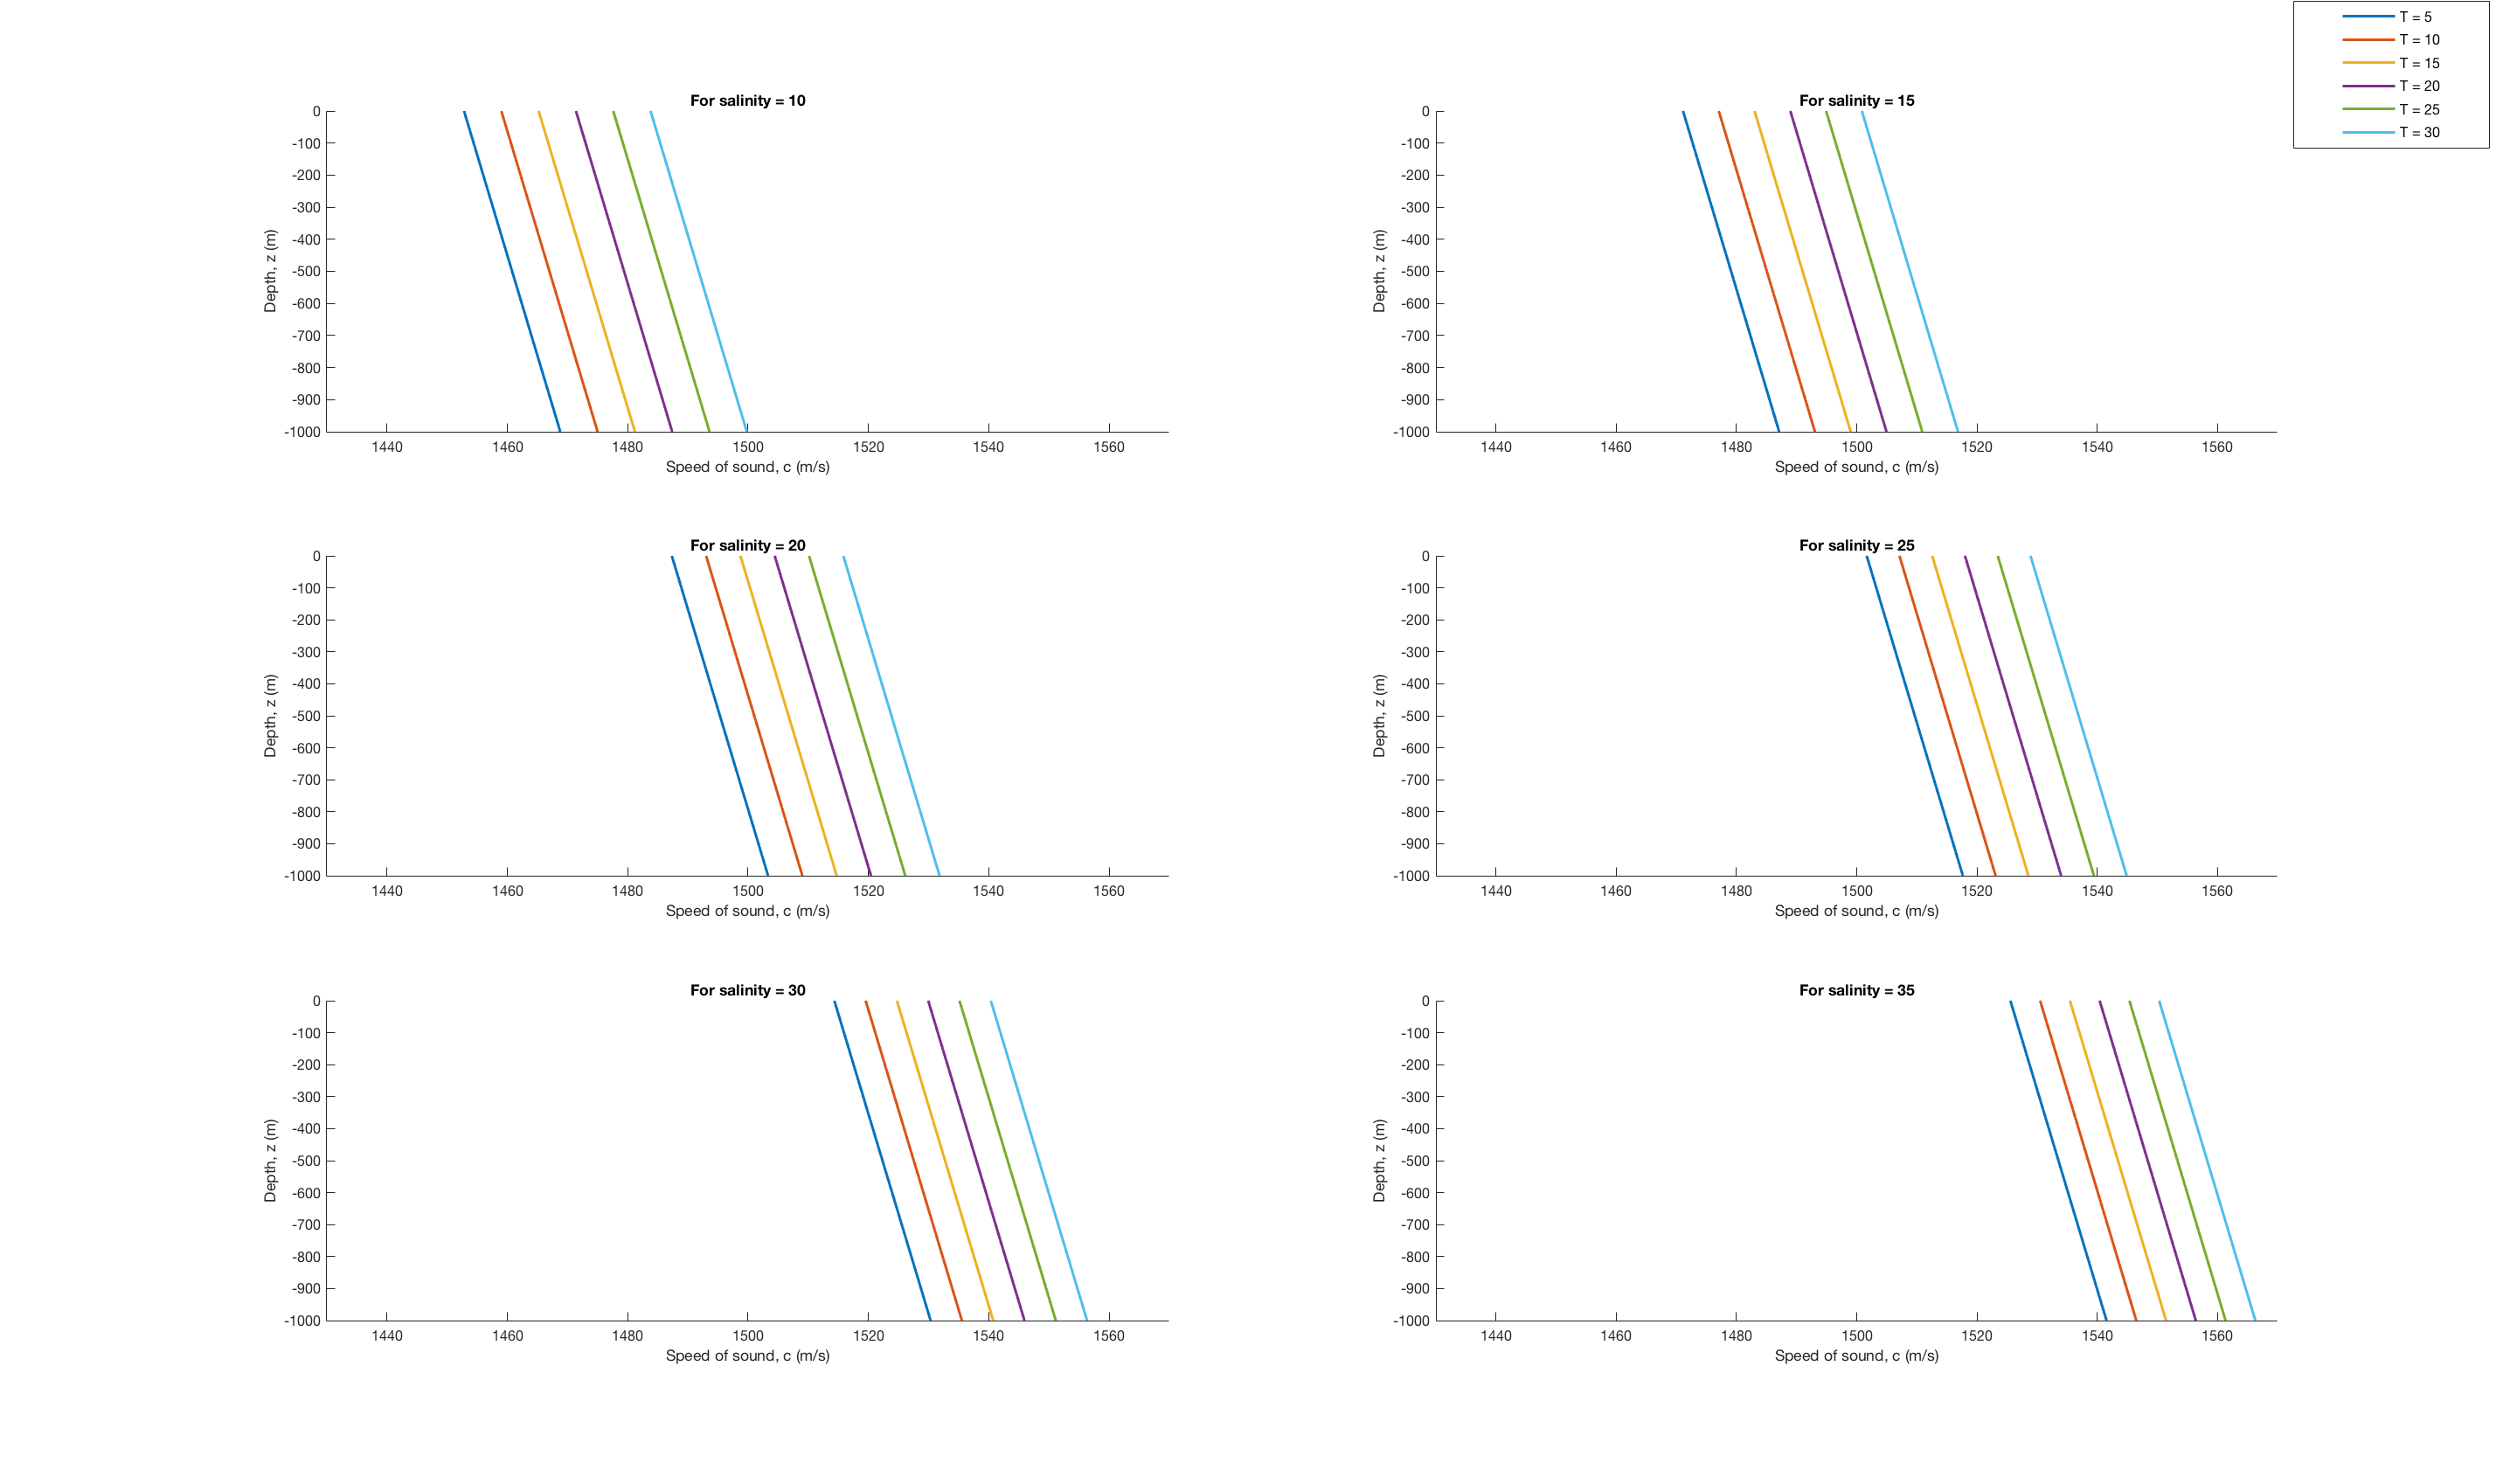 T = 5
T = 10
T = 15
T = 20
T = 25
T = 30
For salinity = 10
0
-100
-200
-300
-400
-500
-600
-700
-800
-900
-1000
Depth, z (m)
1440 1460 1480 1500 1520 1540 1560
Speed of sound, c (m/s)
For salinity = 15
0
-100
-200
-300
-400
-500
-600
-700
-800
-900
-1000
Depth, z (m)
1440 1460 1480 1500 1520 1540 1560
Speed of sound, c (m/s)
For salinity = 20
0
-100
-200
-300
-400
-500
-600
-700
-800
-900
-1000
Depth, z (m)
1440 1460 1480 1500 1520 1540 1560
Speed of sound, c (m/s)
For salinity = 25
0
-100
-200
-300
-400
-500
-600
-700
-800
-900
-1000
Depth, z (m)
1440 1460 1480 1500 1520 1540 1560
Speed of sound, c (m/s)
For salinity = 30
0
-100
-200
-300
-400
-500
-600
-700
-800
-900
-1000
Depth, z (m)
1440 1460 1480 1500 1520 1540 1560
Speed of sound, c (m/s)
For salinity = 35
0
-100
-200
-300
-400
-500
-600
-700
-800
-900
-1000
Depth, z (m)
1440 1460 1480 1500 1520 1540 1560
Speed of sound, c (m/s)